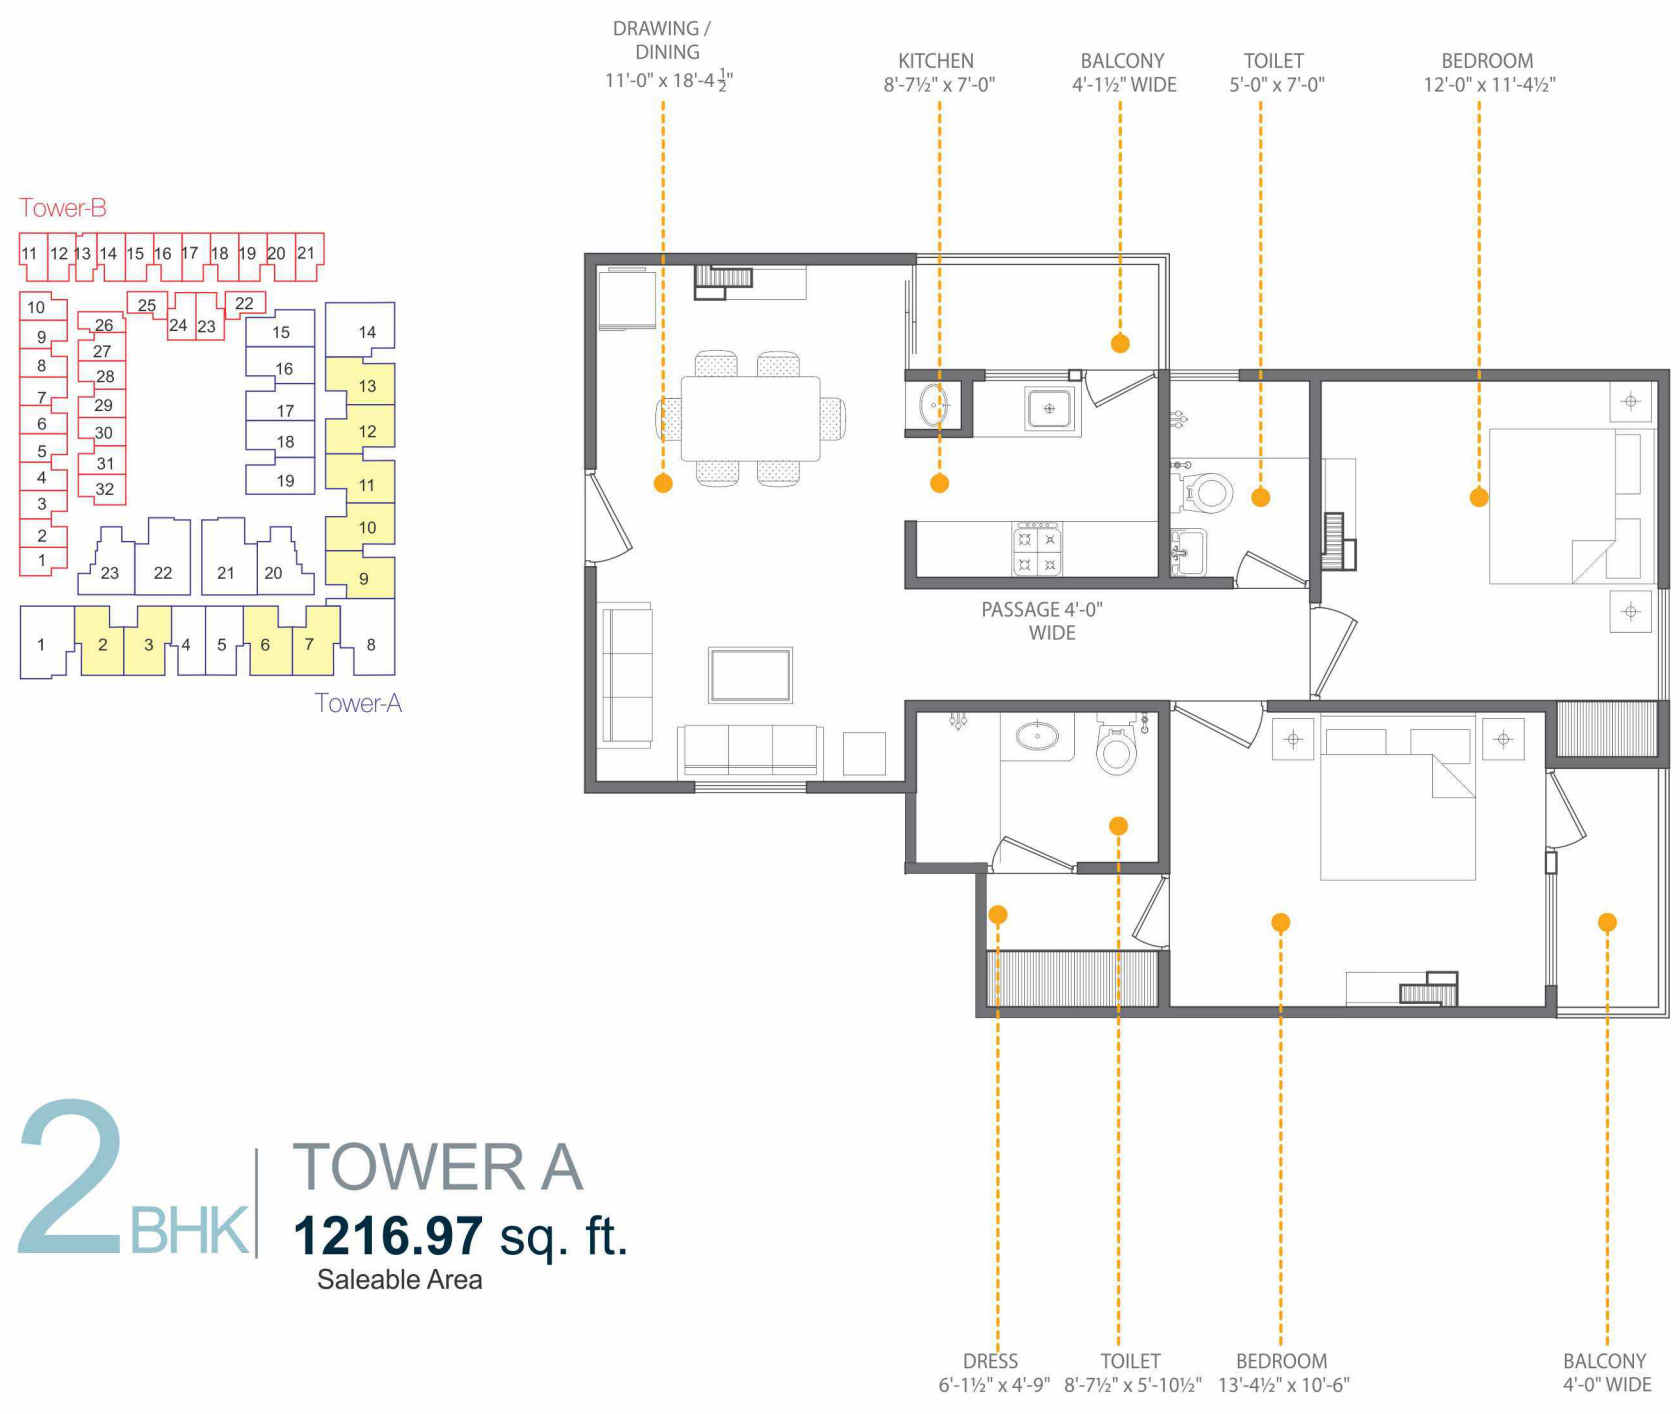 DRAWING /
DINING
11'-0" x 18'-4½"
KITCHEN
8'-7½" x 7'-0"
BALCONY
4'-1½" WIDE
TOILET
5'-0" x 7'-0"
BEDROOM
12'-0" x 11'-4½"
Tower-B
11 12 13 14 15 16 17 18 19 20 21
10
9
8
7
6
5
4
3
2
1
26
27
28
29
30
31
32
25
24
23
22
15
16
17
18
19
14
13
12
11
10
9
23
22
21
20
1
2
3
4
5
6
7
8
Tower-A
PASSAGE 4'-0"
WIDE
2BHK
TOWER A
1216.97 sq. ft.
Saleable Area
DRESS
6'-1½" x 4'-9"
TOILET
8'-7½" x 5'-10½"
BEDROOM
13'-4½" x 10'-6"
BALCONY
4'-0" WIDE